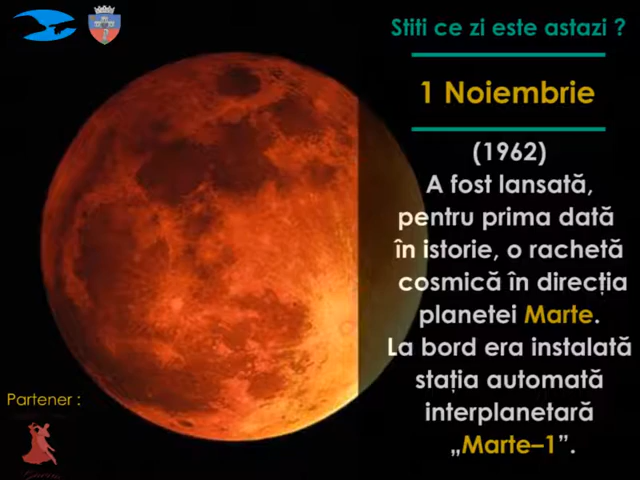 Stiti ce zi este astazi ?
1 Noiembrie
(1962)
A fost lansată,
pentru prima dată
în istorie, o rachetă
cosmică în direcția
planetei Marte.
La bord era instalată
stația automată
interplanetară
„Marte–1”.
Partener :